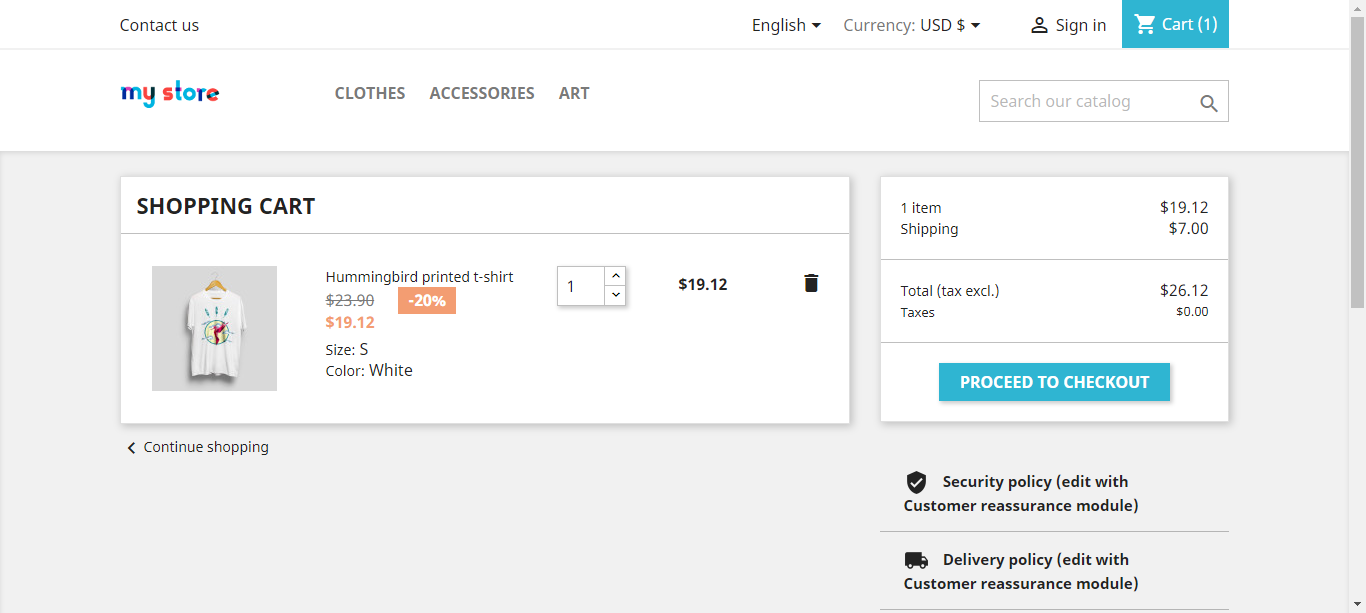 Contact us
English
Currency: USD $
Sign in
Cart (1)
my store
CLOTHES
ACCESSORIES
ART
Search our catalog
SHOPPING CART
Hummingbird printed t-shirt
$23.90 -20%
$19.12
Size: S
Color: White
1
$19.12
Continue shopping
1 item $19.12
Shipping $7.00
Total (tax excl.) $26.12
Taxes $0.00
PROCEED TO CHECKOUT
Security policy (edit with
Customer reassurance module)
Delivery policy (edit with
Customer reassurance module)